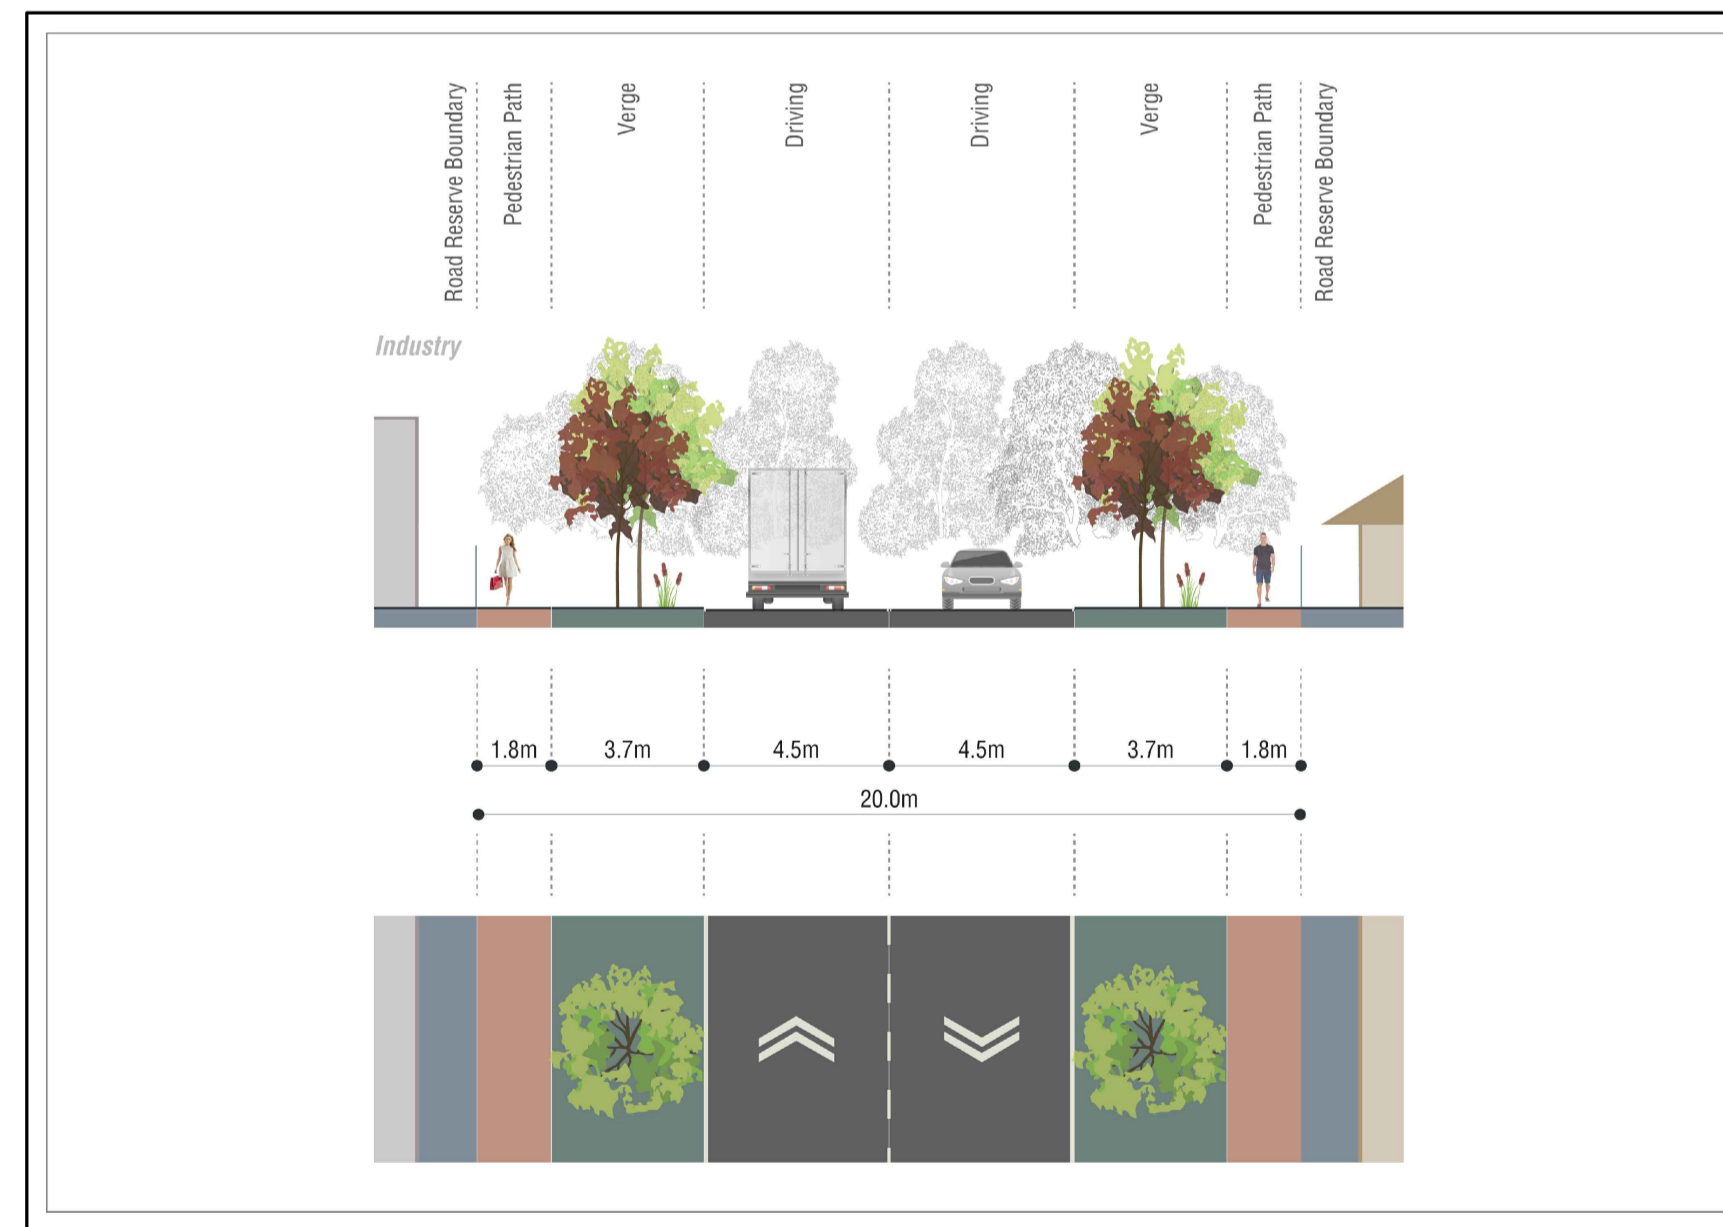 Road Reserve Boundary
Pedestrian Path
Verge
Driving
Driving
Verge
Pedestrian Path
Road Reserve Boundary
Industry
1.8m
3.7m
4.5m
4.5m
3.7m
1.8m
20.0m